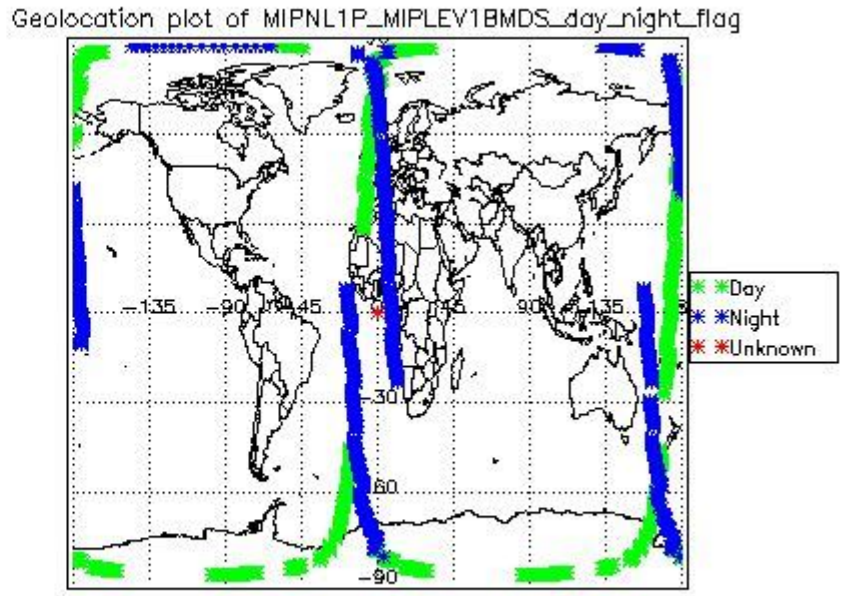 Geolocation plot of MIPNL1P_MIPLEV1BMDS_day_night_flag
-135 -90 45 45 90 135
-30
60
-90
Day
Night
Unknown